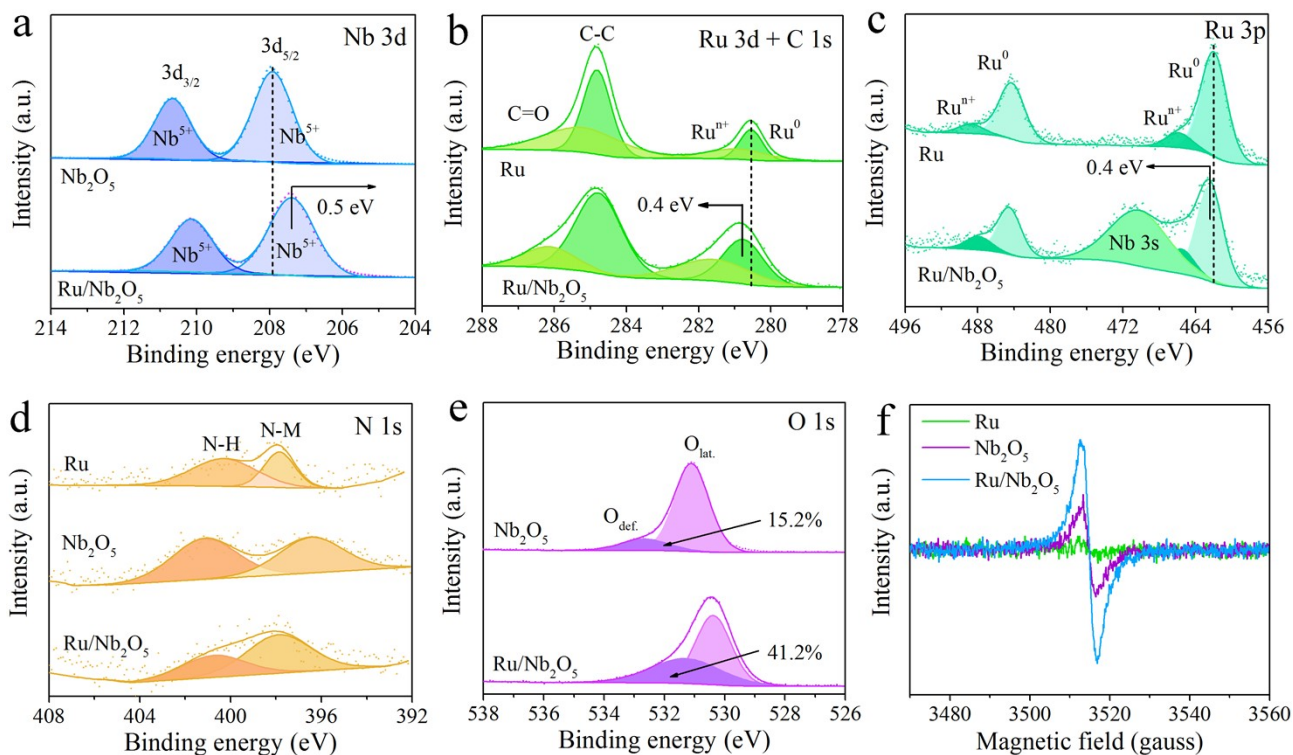 a
Nb 3d
3d₅/₂
3d₃/₂
Nb⁵⁺
Nb⁵⁺
Nb₂O₅
0.5 eV
Nb⁵⁺
Nb⁵⁺
Ru/Nb₂O₅
214 212 210 208 206 204
Binding energy (eV)
Intensity (a.u.)
b
C-C
Ru 3d + C 1s
C=O
Ruⁿ⁺
Ru⁰
Ru
0.4 eV
Ru/Nb₂O₅
288 286 284 282 280 278
Binding energy (eV)
Intensity (a.u.)
c
Ru 3p
Ru⁰
Ru⁰
Ruⁿ⁺
Ruⁿ⁺
Ru
0.4 eV
Nb 3s
Ru/Nb₂O₅
496 488 480 472 464 456
Binding energy (eV)
Intensity (a.u.)
d
N 1s
N-H
N-M
Ru
Nb₂O₅
Ru/Nb₂O₅
408 404 400 396 392
Binding energy (eV)
Intensity (a.u.)
e
O 1s
O lat.
O def.
15.2%
Nb₂O₅
41.2%
Ru/Nb₂O₅
538 536 534 532 530 528 526
Binding energy (eV)
Intensity (a.u.)
f
Ru
Nb₂O₅
Ru/Nb₂O₅
3480 3500 3520 3540 3560
Magnetic field (gauss)
Intensity (a.u.)